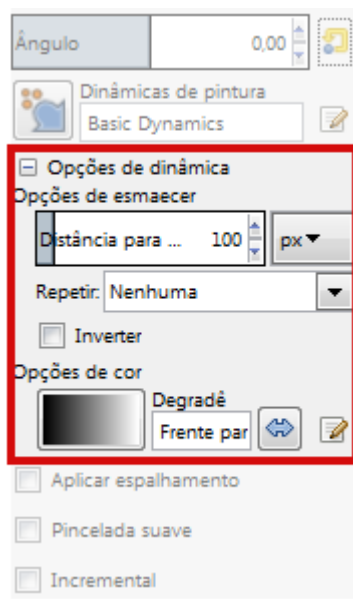 Ângulo 0,00
Dinâmicas de pintura
Basic Dynamics
Opções de dinâmica
Opções de esmaecer
Distância para ... 100 px
Repetir: Nenhuma
Inverter
Opções de cor
Degradê
Frente par
Aplicar espalhamento
Pincelada suave
Incremental